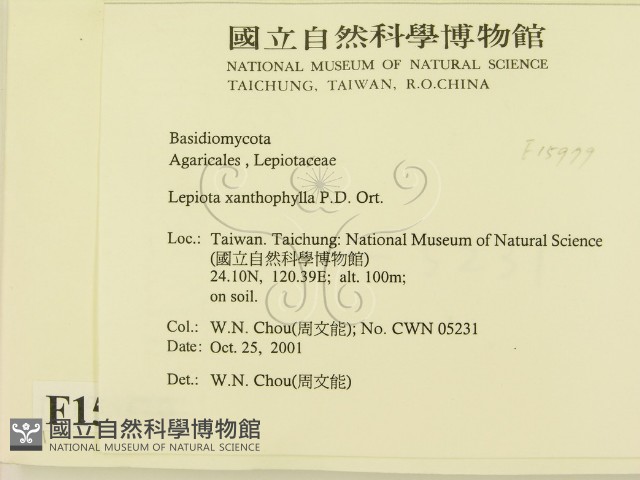 國立自然科學博物館
NATIONAL MUSEUM OF NATURAL SCIENCE
TAICHUNG, TAIWAN, R.O.CHINA
Basidiomycota
Agaricales , Lepiotaceae
F15979
Lepiota xanthophylla P.D. Ort.
Loc.: Taiwan. Taichung: National Museum of Natural Science
(國立自然科學博物館)
24.10N, 120.39E; alt. 100m;
on soil.
Col.: W.N. Chou(周文能); No. CWN 05231
Date: Oct. 25, 2001
Det.: W.N. Chou(周文能)
F15
國立自然科學博物館
NATIONAL MUSEUM OF NATURAL SCIENCE